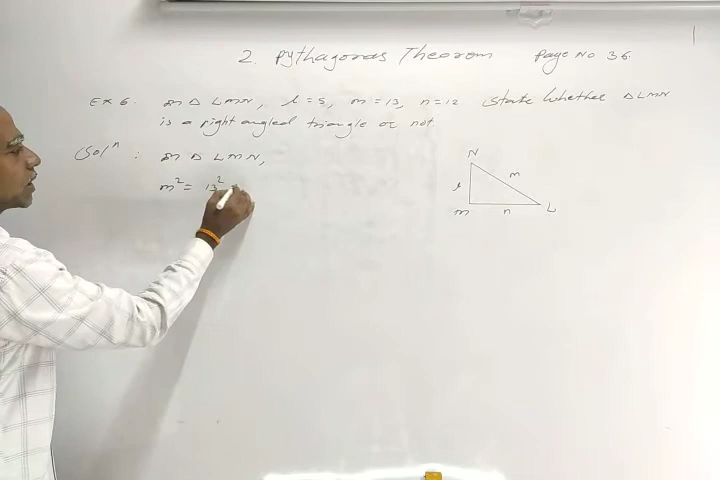 2. Pythagoras Theorem Page No 36.
Ex 6. In Δ LMN, l = 5, m = 13, n = 12 State whether Δ LMN
is a right angled triangle or not
Solⁿ : In Δ LMN,
m² = 13² =
N
l m
M n L